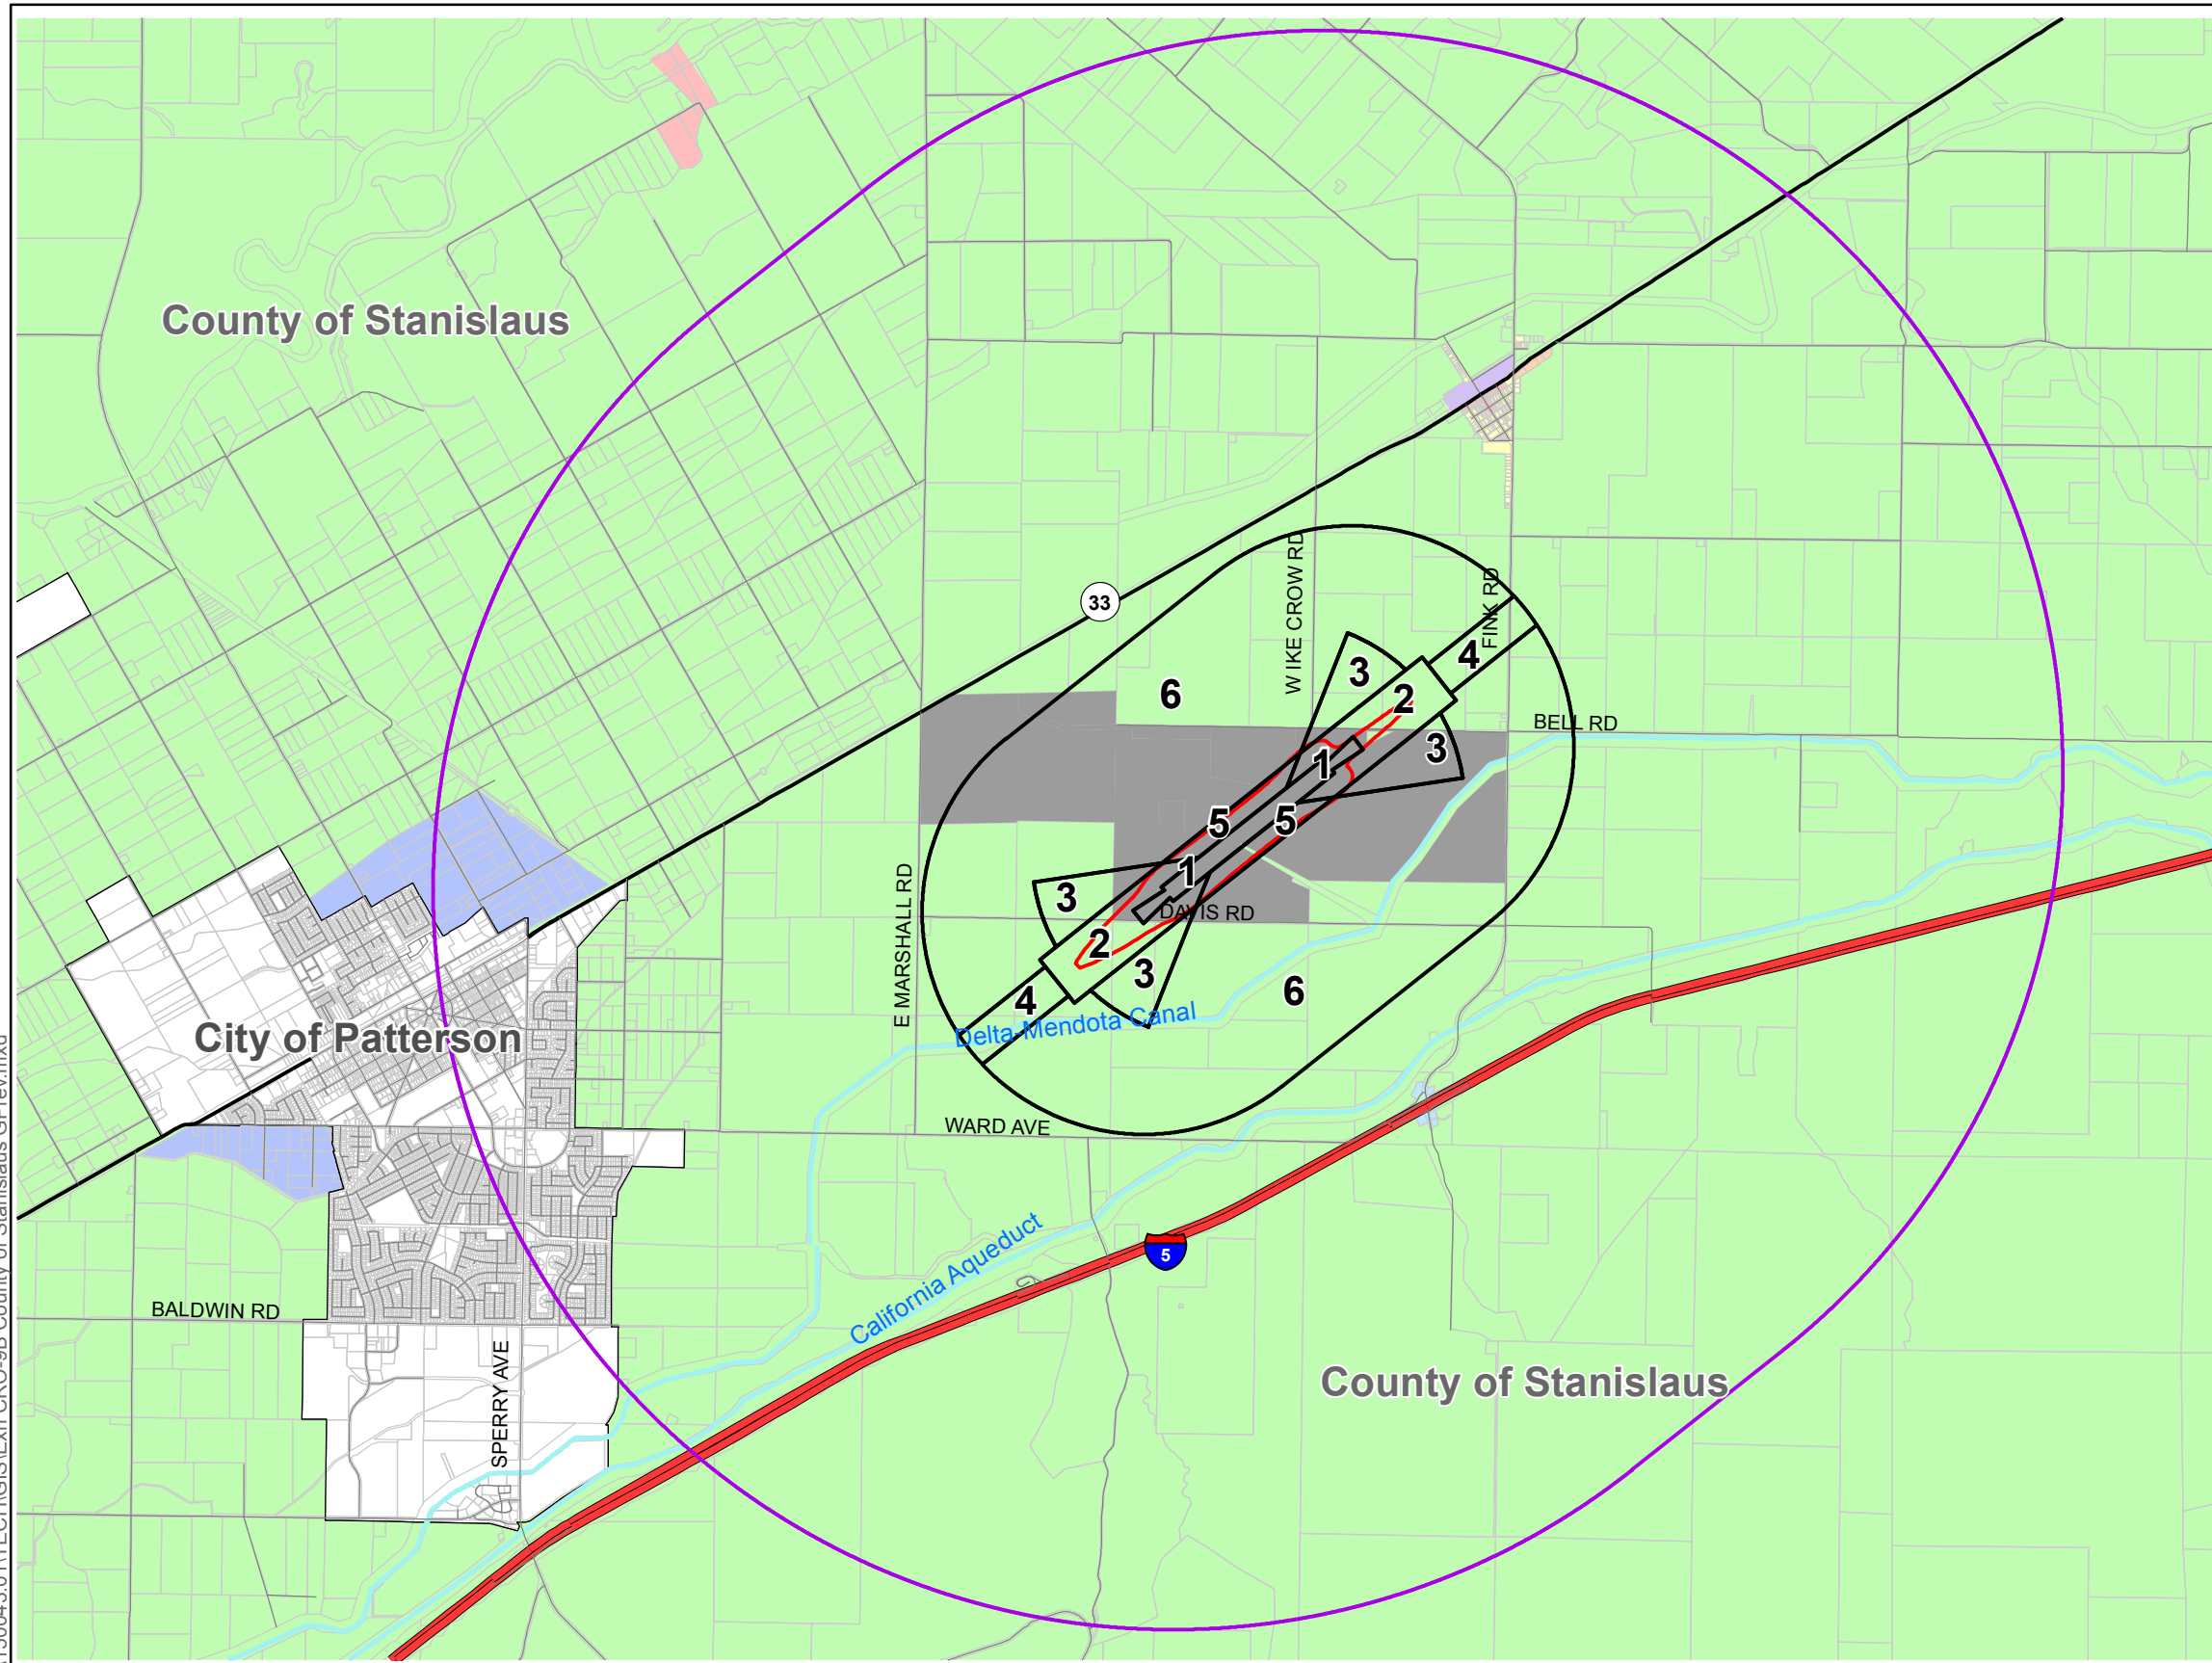 County of Stanislaus
33
W IKE CROW RD
FINK RD
3
4
6
2
BELL RD
3
1
5
5
1
3
E MARSHALL RD
DAVIS RD
2
3
6
4
Delta-Mendota Canal
City of Patterson
WARD AVE
California Aqueduct
5
BALDWIN RD
SPERRY AVE
County of Stanislaus